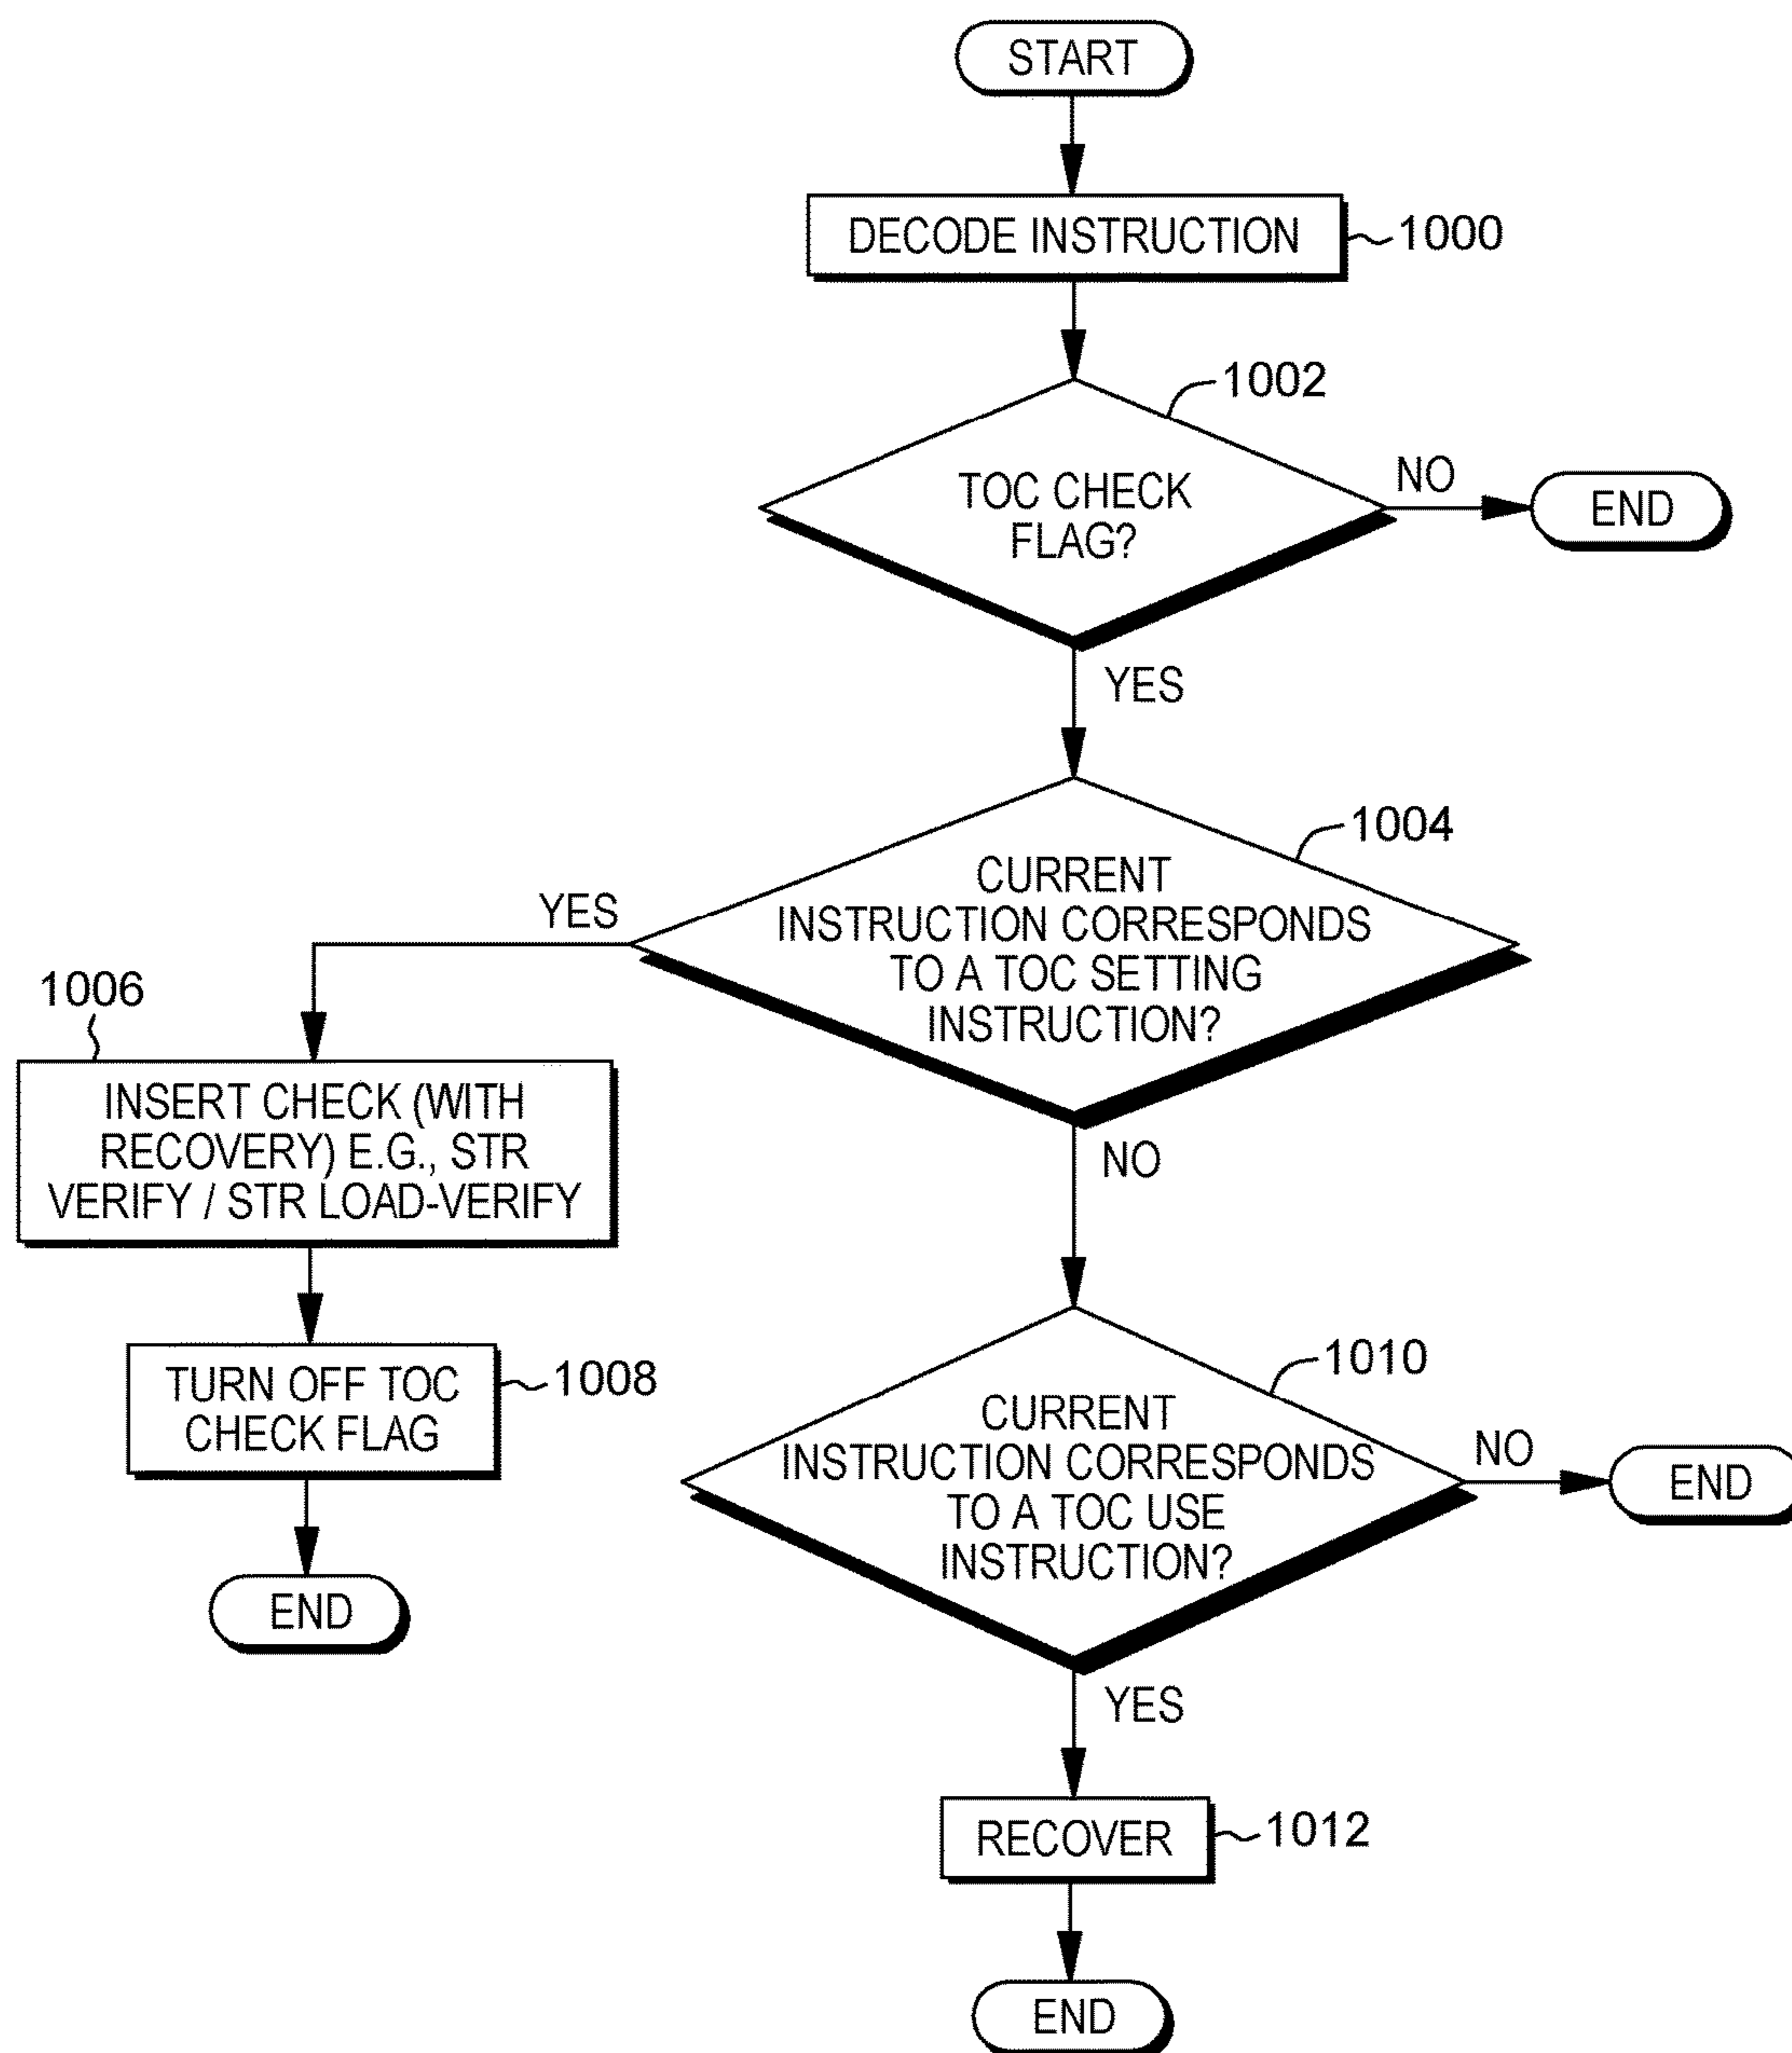 START
DECODE INSTRUCTION
1000
1002
TOC CHECK
FLAG?
NO
END
YES
1004
CURRENT
INSTRUCTION CORRESPONDS
TO A TOC SETTING
INSTRUCTION?
YES
1006
INSERT CHECK (WITH
RECOVERY) E.G., STR
VERIFY / STR LOAD-VERIFY
TURN OFF TOC
CHECK FLAG
1008
END
NO
1010
CURRENT
INSTRUCTION CORRESPONDS
TO A TOC USE
INSTRUCTION?
NO
END
YES
RECOVER
1012
END